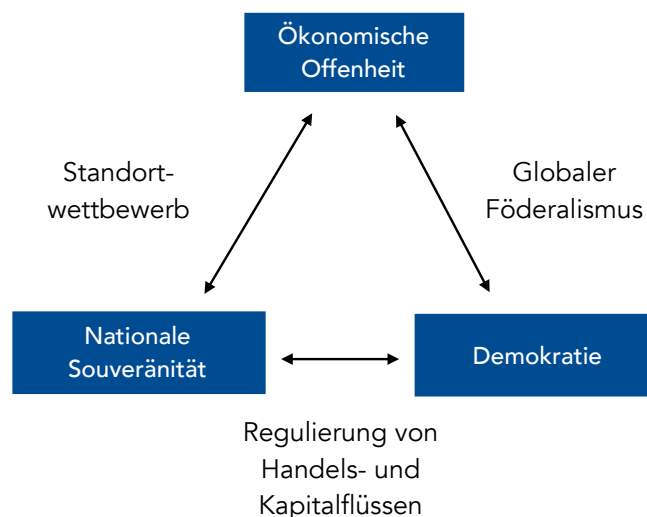 Ökonomische
Offenheit
Standort-
wettbewerb
Globaler
Föderalismus
Nationale
Souveränität
Demokratie
Regulierung von
Handels- und
Kapitalflüssen